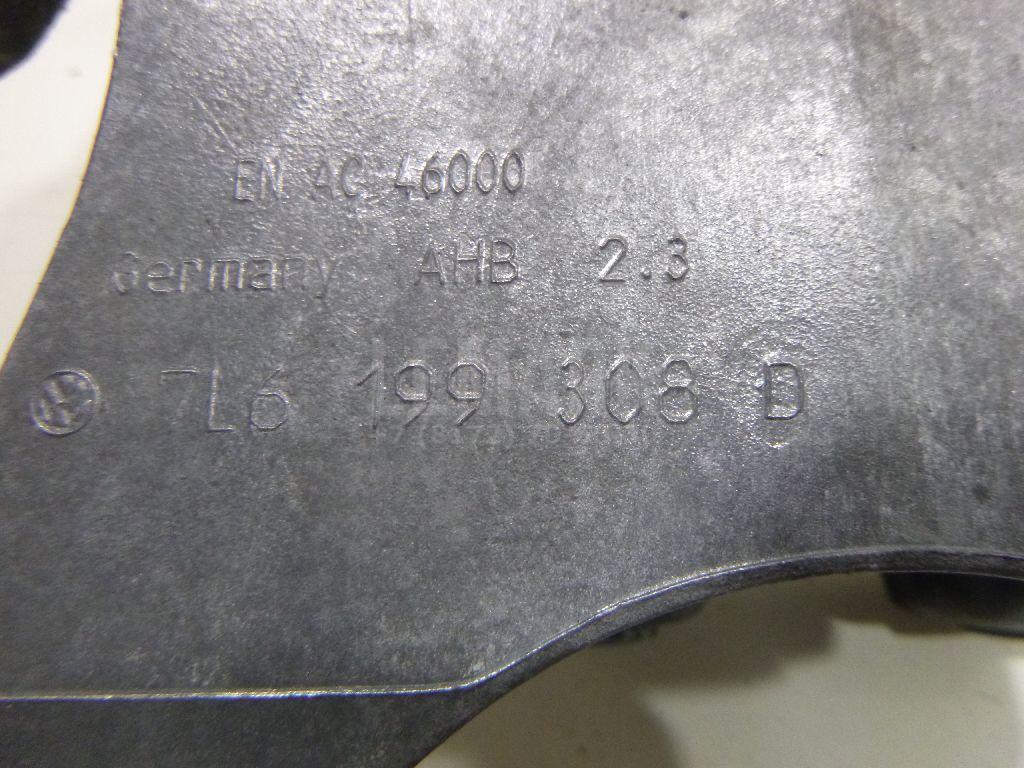 EN AC 46000
Germany AHB 2.3
7L6 199 308 D